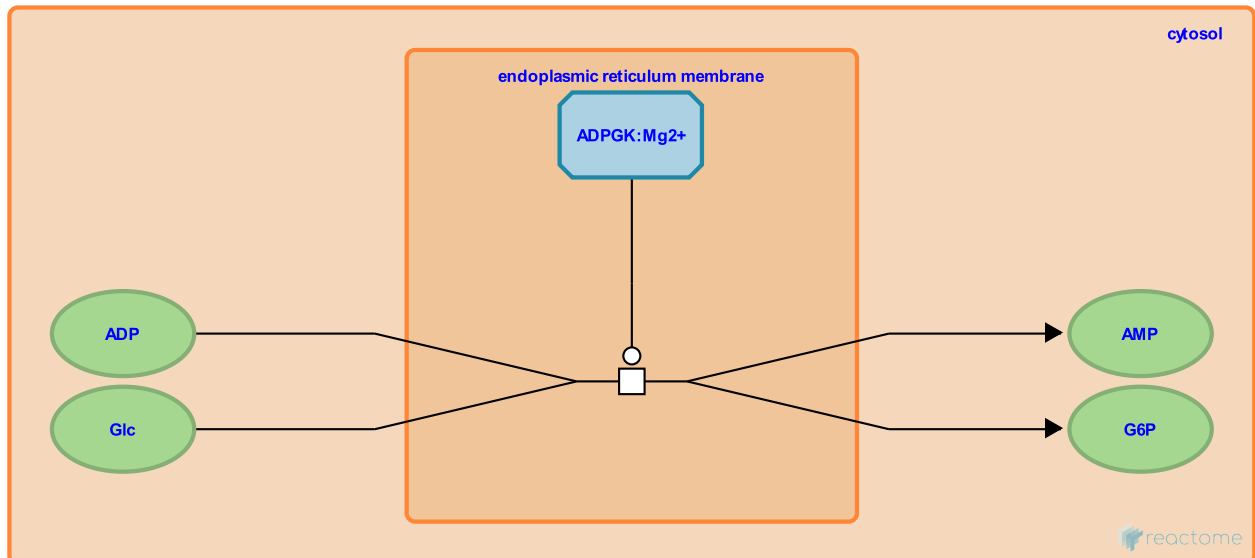 cytosol
endoplasmic reticulum membrane
ADPGK:Mg2+
ADP
AMP
Glc
G6P
reactome